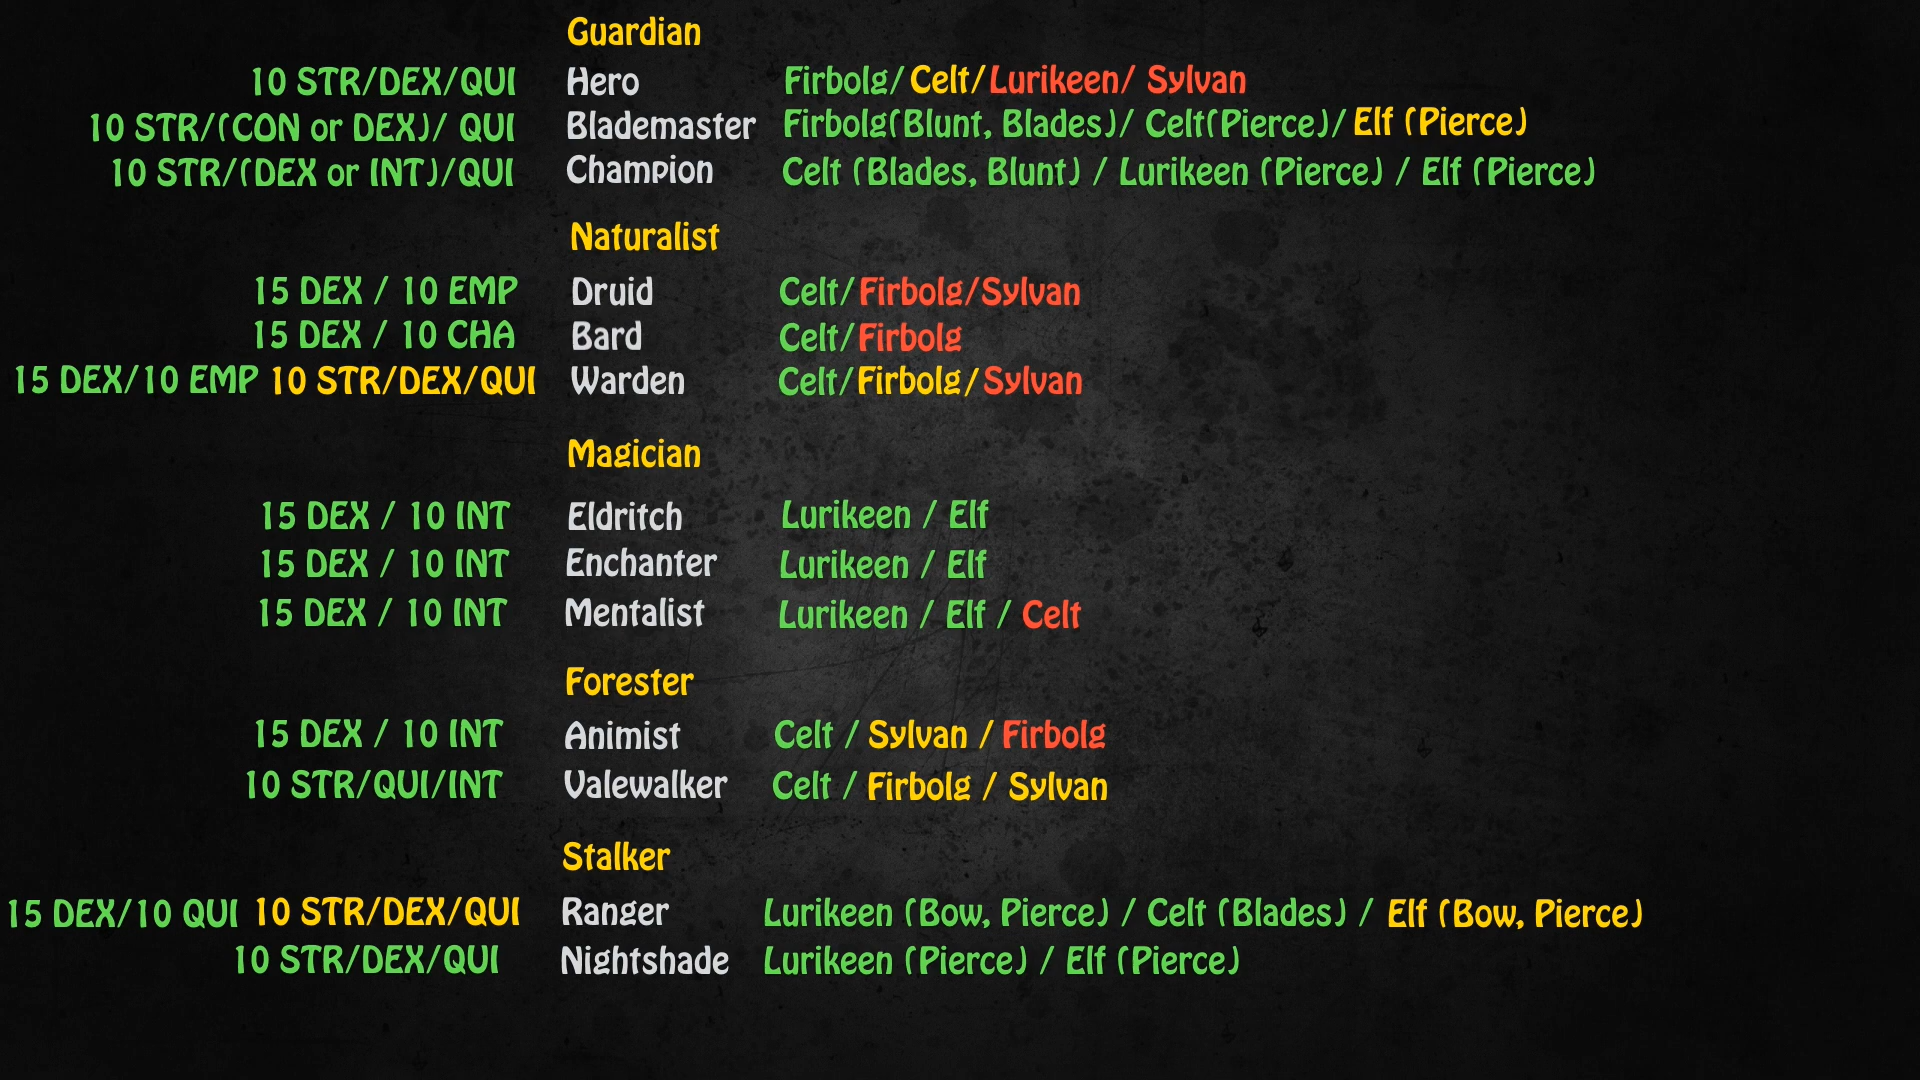 Guardian
10 STR/DEX/QUI Hero Firbolg/ Celt/Lurikeen/ Sylvan
10 STR/(CON or DEX)/ QUI Blademaster Firbolg(Blunt, Blades)/ Celt(Pierce)/ Elf (Pierce)
10 STR/(DEX or INT)/QUI Champion Celt (Blades, Blunt) / Lurikeen (Pierce) / Elf (Pierce)
Naturalist
15 DEX / 10 EMP Druid Celt/Firbolg/Sylvan
15 DEX / 10 CHA Bard Celt/Firbolg
15 DEX/10 EMP 10 STR/DEX/QUI Warden Celt/Firbolg/Sylvan
Magician
15 DEX / 10 INT Eldritch Lurikeen / Elf
15 DEX / 10 INT Enchanter Lurikeen / Elf
15 DEX / 10 INT Mentalist Lurikeen / Elf / Celt
Forester
15 DEX / 10 INT Animist Celt / Sylvan / Firbolg
10 STR/QUI/INT Valewalker Celt / Firbolg / Sylvan
Stalker
15 DEX/10 QUI 10 STR/DEX/QUI Ranger Lurikeen (Bow, Pierce) / Celt (Blades) / Elf (Bow, Pierce)
10 STR/DEX/QUI Nightshade Lurikeen (Pierce) / Elf (Pierce)